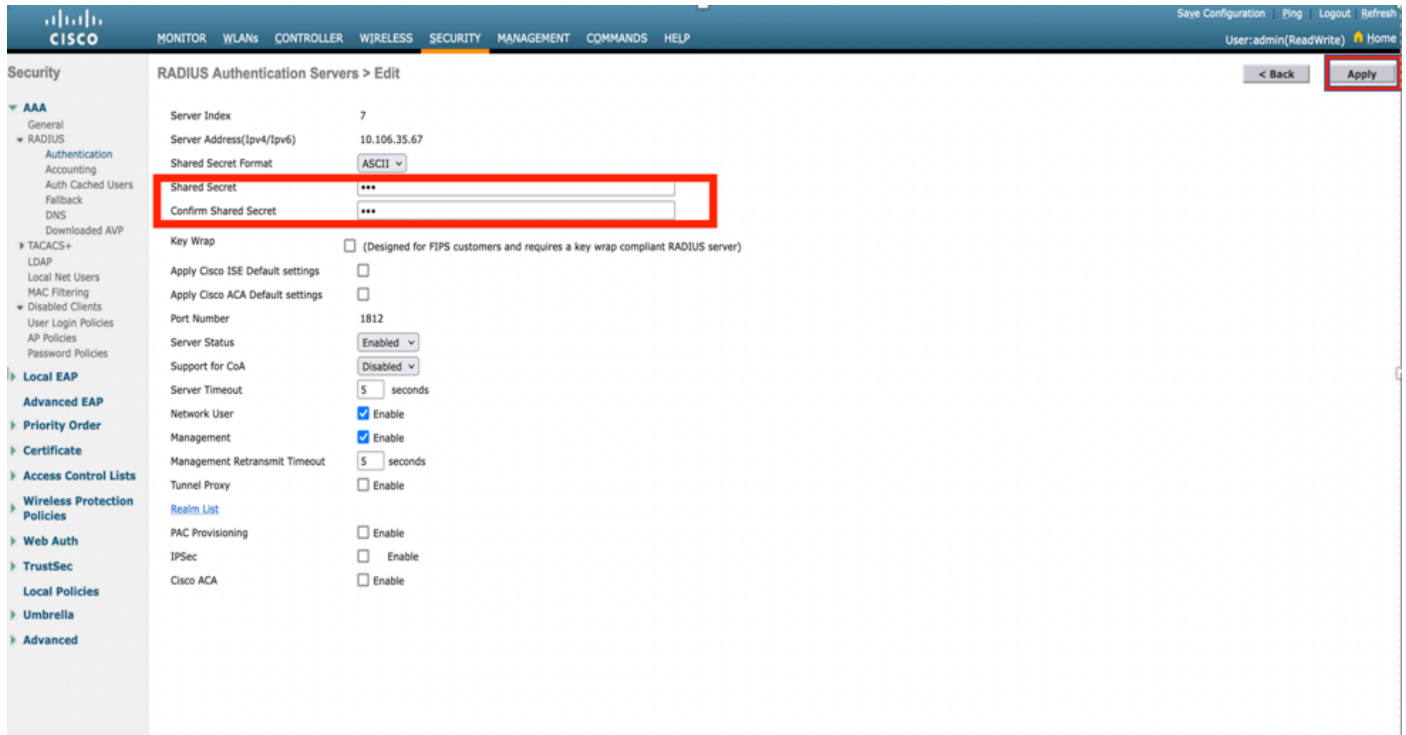 Save Configuration Ping Logout Refresh
CISCO MONITOR WLANs CONTROLLER WIRELESS SECURITY MANAGEMENT COMMANDS HELP User:admin(ReadWrite) Home
Security
AAA
General
RADIUS
Authentication
Accounting
Auth Cached Users
Fallback
DNS
Downloaded AVP
TACACS+
LDAP
Local Net Users
MAC Filtering
Disabled Clients
User Login Policies
AP Policies
Password Policies
Local EAP
Advanced EAP
Priority Order
Certificate
Access Control Lists
Wireless Protection
Policies
Web Auth
TrustSec
Local Policies
Umbrella
Advanced
RADIUS Authentication Servers > Edit
< Back Apply
Server Index 7
Server Address(Ipv4/Ipv6) 10.106.35.67
Shared Secret Format ASCII
Shared Secret •••
Confirm Shared Secret •••
Key Wrap (Designed for FIPS customers and requires a key wrap compliant RADIUS server)
Apply Cisco ISE Default settings
Apply Cisco ACA Default settings
Port Number 1812
Server Status Enabled
Support for CoA Disabled
Server Timeout 5 seconds
Network User Enable
Management Enable
Management Retransmit Timeout 5 seconds
Tunnel Proxy Enable
Realm List
PAC Provisioning Enable
IPSec Enable
Cisco ACA Enable